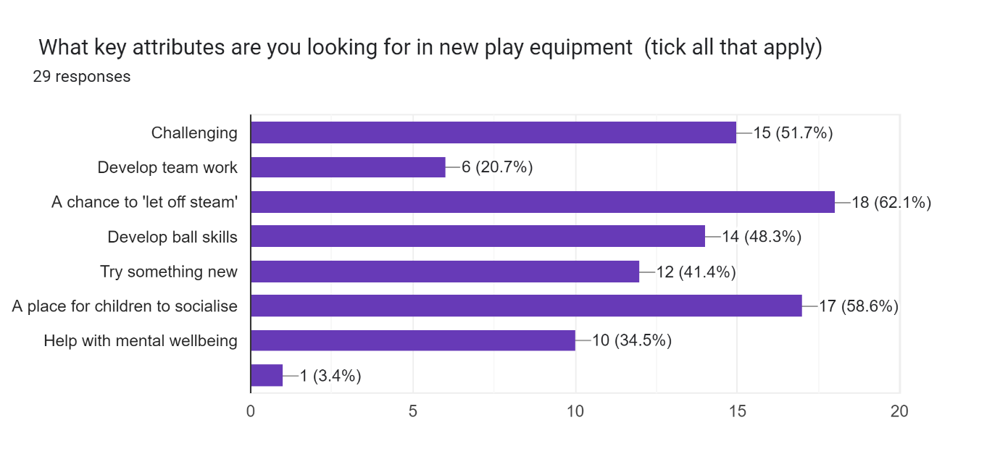 What key attributes are you looking for in new play equipment  (tick all that apply)
29 responses
Challenging
15 (51.7%)
Develop team work
6 (20.7%)
A chance to 'let off steam'
18 (62.1%)
Develop ball skills
14 (48.3%)
Try something new
12 (41.4%)
A place for children to socialise
17 (58.6%)
Help with mental wellbeing
10 (34.5%)
1 (3.4%)
0 5 10 15 20